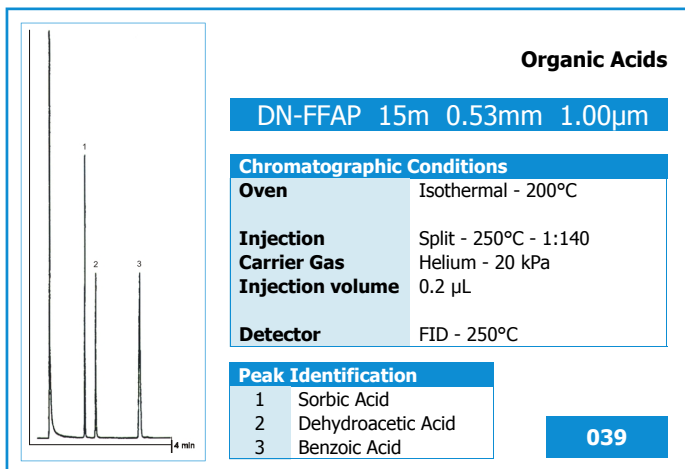 Organic Acids
DN-FFAP 15m 0.53mm 1.00µm
1
2
3
4 min
Chromatographic Conditions
Oven Isothermal - 200°C
Injection Split - 250°C - 1:140
Carrier Gas Helium - 20 kPa
Injection volume 0.2 µL
Detector FID - 250°C
Peak Identification
1 Sorbic Acid
2 Dehydroacetic Acid
3 Benzoic Acid
039